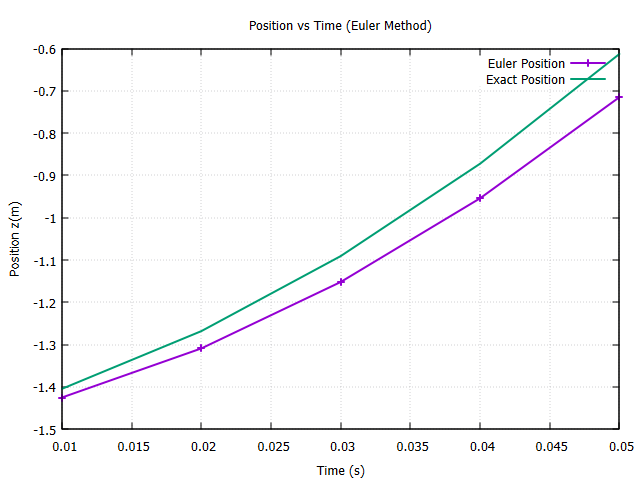 Position vs Time (Euler Method)
-0.6
-0.7
-0.8
-0.9
-1
-1.1
-1.2
-1.3
-1.4
-1.5
Position z(m)
Euler Position
Exact Position
0.01 0.015 0.02 0.025 0.03 0.035 0.04 0.045 0.05
Time (s)